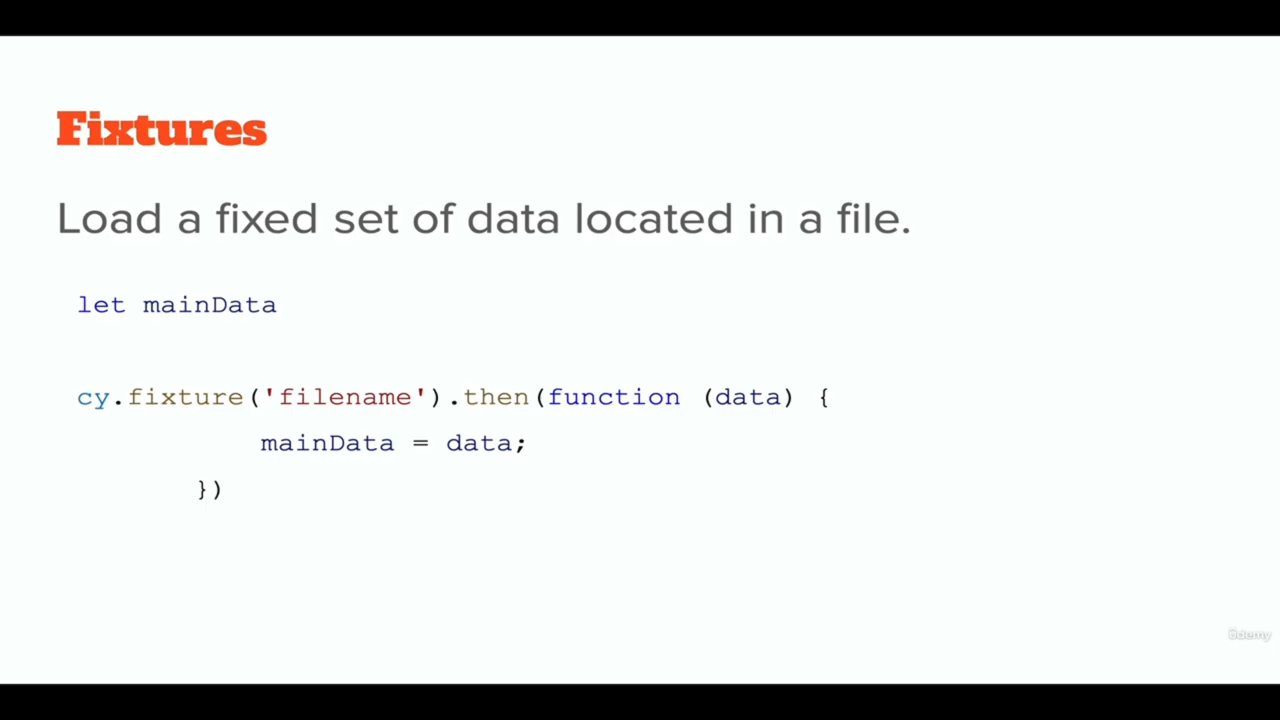 Fixtures
Load a fixed set of data located in a file.
let mainData
cy.fixture('filename').then(function (data) {
mainData = data;
})
ûdemy